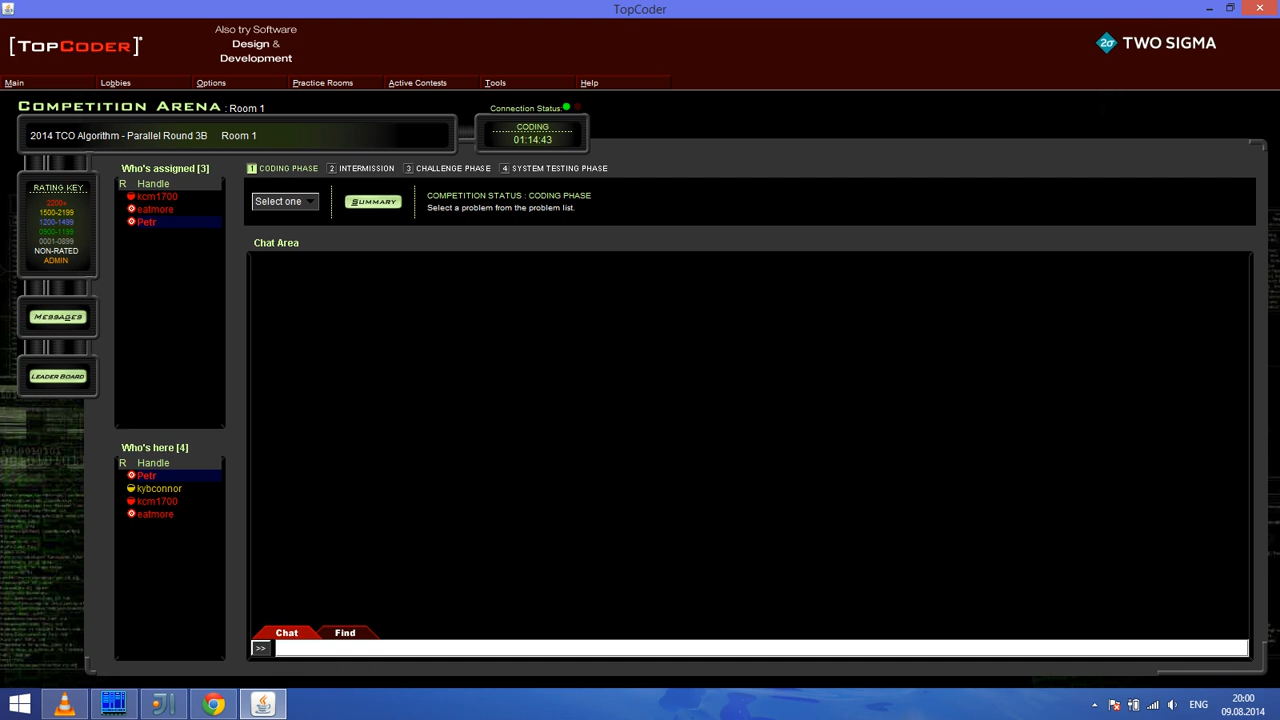 TopCoder
[TOPCODER]®
Also try Software
Design &
Development
2σ TWO SIGMA
Main Lobbies Options Practice Rooms Active Contests Tools Help
COMPETITION ARENA : Room 1
Connection Status:
2014 TCO Algorithm - Parallel Round 3B Room 1
CODING
01:14:43
Who's assigned [3]
R Handle
kcm1700
eatmore
Petr
1 CODING PHASE 2 INTERMISSION 3 CHALLENGE PHASE 4 SYSTEM TESTING PHASE
RATING KEY
2200+
1500-2199
1200-1499
0900-1199
0001-0899
NON-RATED
ADMIN
Select one
SUMMARY
COMPETITION STATUS : CODING PHASE
Select a problem from the problem list.
Chat Area
MESSAGES
LEADER BOARD
Who's here [4]
R Handle
Petr
kybconnor
kcm1700
eatmore
Chat Find
>>
ENG
20:00
09.08.2014